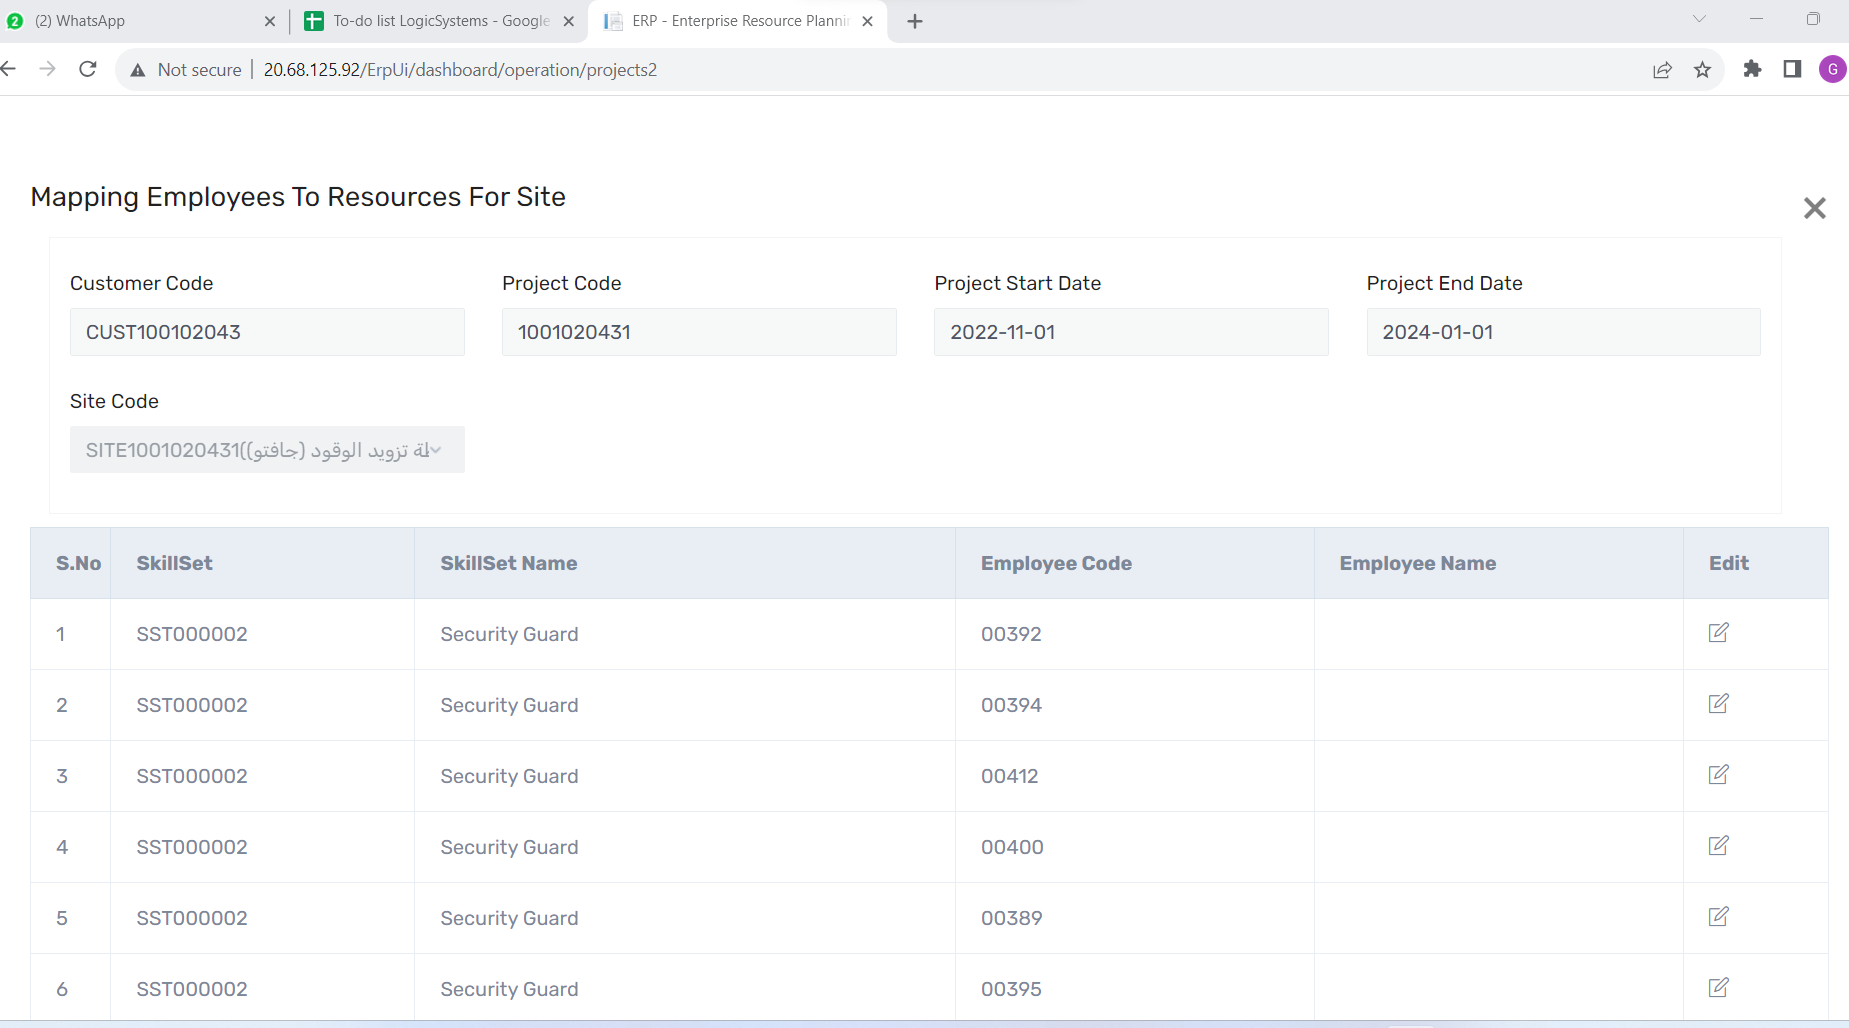 2 (2) WhatsApp
To-do list LogicSystems - Google
ERP - Enterprise Resource Plannin
Not secure
20.68.125.92/ErpUi/dashboard/operation/projects2
G
Mapping Employees To Resources For Site
Customer Code
Project Code
Project Start Date
Project End Date
CUST100102043
1001020431
2022-11-01
2024-01-01
Site Code
SITE1001020431((جافتو) تزويد الوقود
S.No SkillSet SkillSet Name Employee Code Employee Name Edit
1 SST000002 Security Guard 00392
2 SST000002 Security Guard 00394
3 SST000002 Security Guard 00412
4 SST000002 Security Guard 00400
5 SST000002 Security Guard 00389
6 SST000002 Security Guard 00395